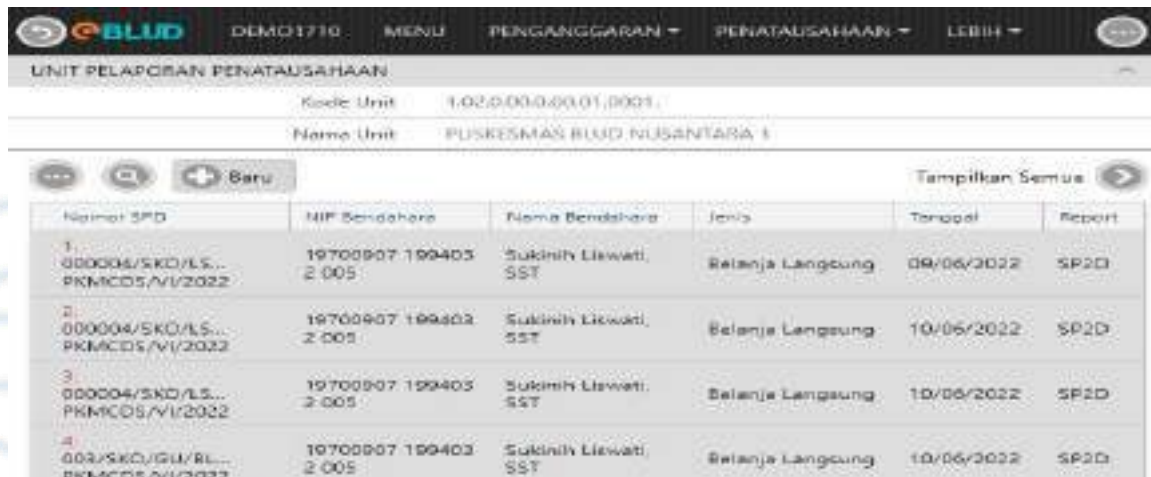 eBLUD DEMO1710 MENU PENGANGGARAN PENATAUSAHAAN LEBIH
UNIT PELAPORAN PENATAUSAHAAN
Kode Unit 1.02.0.00.0.00.01.0001.
Nama Unit PUSKESMAS BLUD NUSANTARA 1
Baru Tampilkan Semua
Nomor SPD NIP Bendahara Nama Bendahara Jenis Tanggal Report
1.
000004/SKO/LS... 19700907 199403 Sukinih Liswati, Belanja Langsung 09/06/2022 SP2D
PKMCDS/VI/2022 2 005 SST
2.
000004/SKO/LS... 19700907 199403 Sukinih Liswati, Belanja Langsung 10/06/2022 SP2D
PKMCDS/VI/2022 2 005 SST
3.
000004/SKO/LS... 19700907 199403 Sukinih Liswati, Belanja Langsung 10/06/2022 SP2D
PKMCDS/VI/2022 2 005 SST
4.
003/SKO/GU/BL... 19700907 199403 Sukinih Liswati, Belanja Langsung 10/06/2022 SP2D
2 005 SST